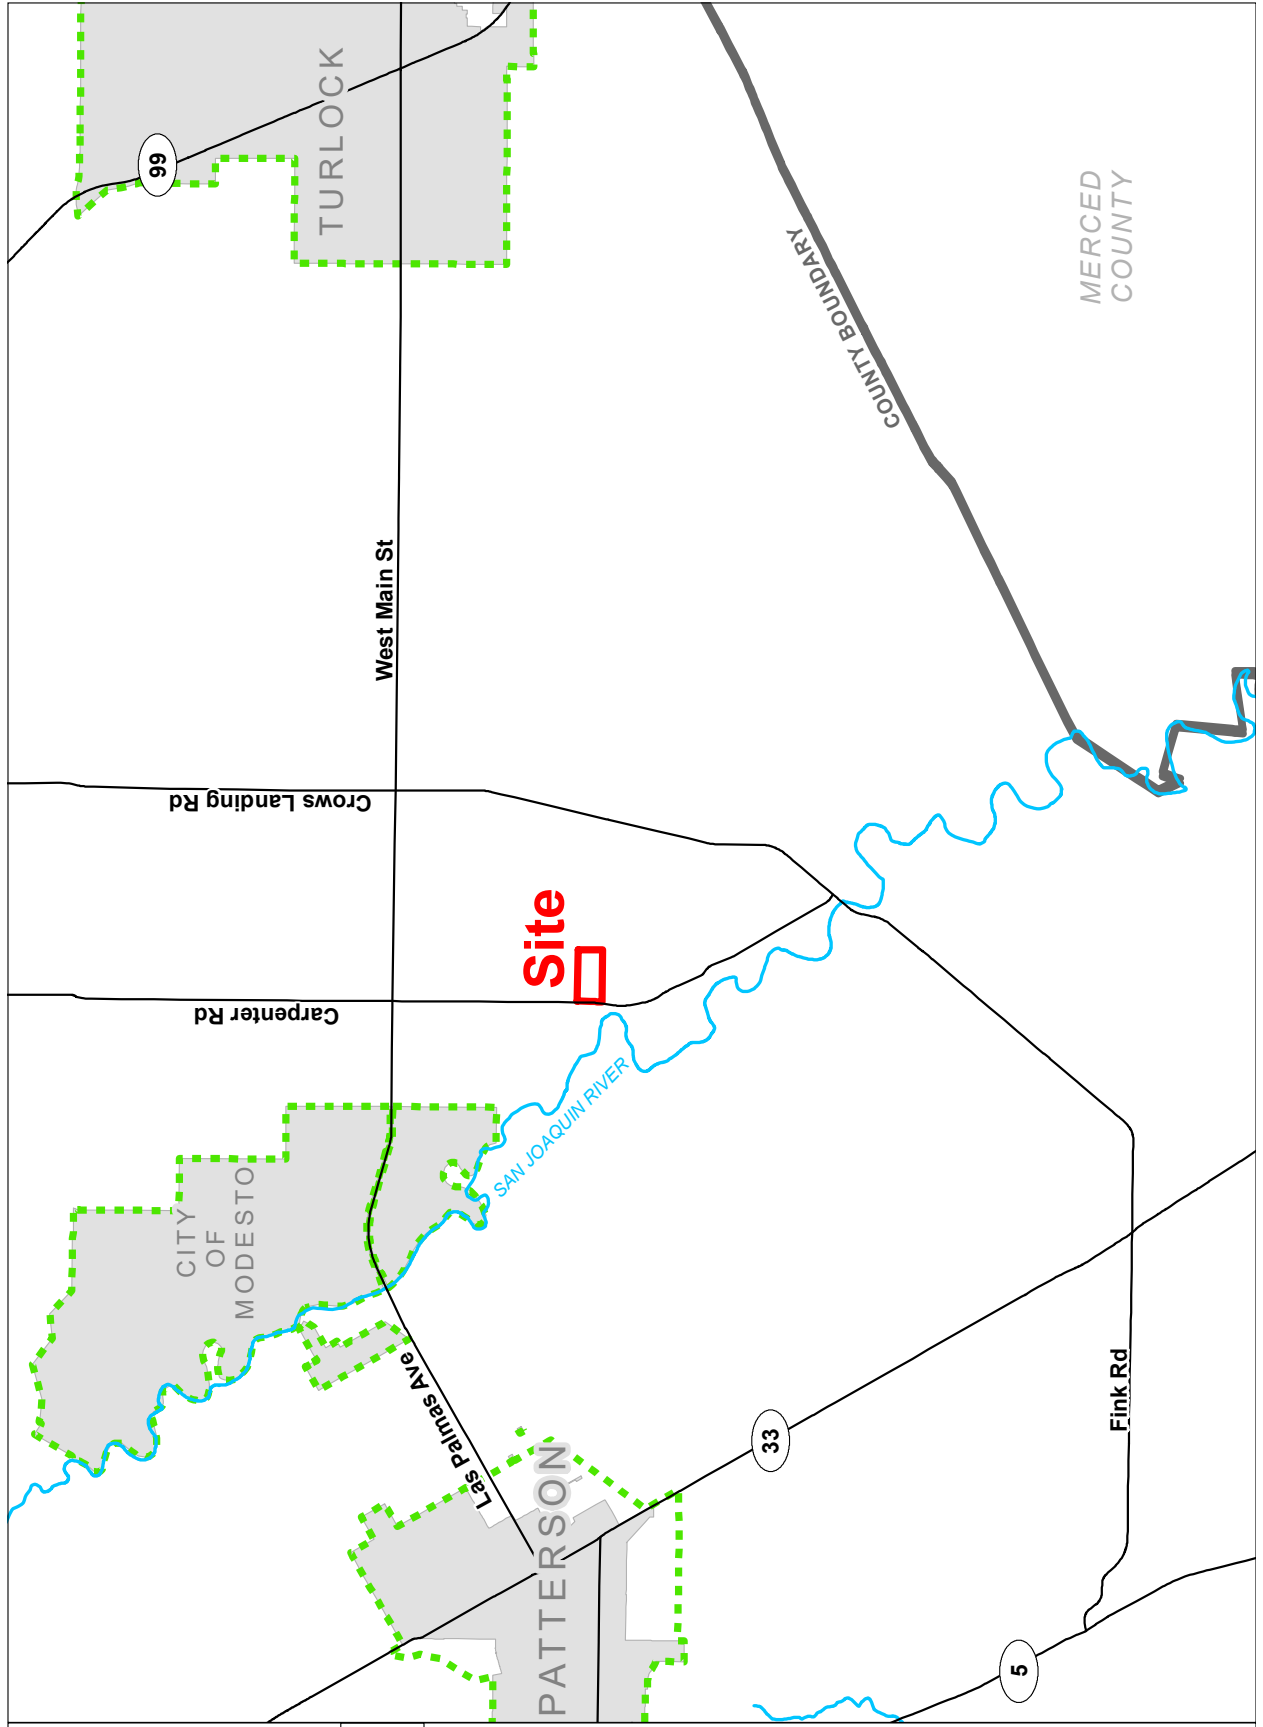 99
TURLOCK
MERCED
COUNTY
COUNTY BOUNDARY
West Main St
Crows Landing Rd
Site
Carpenter Rd
CITY
OF
MODESTO
SAN JOAQUIN RIVER
Las Palmas Ave
PATTERSON
33
Fink Rd
5